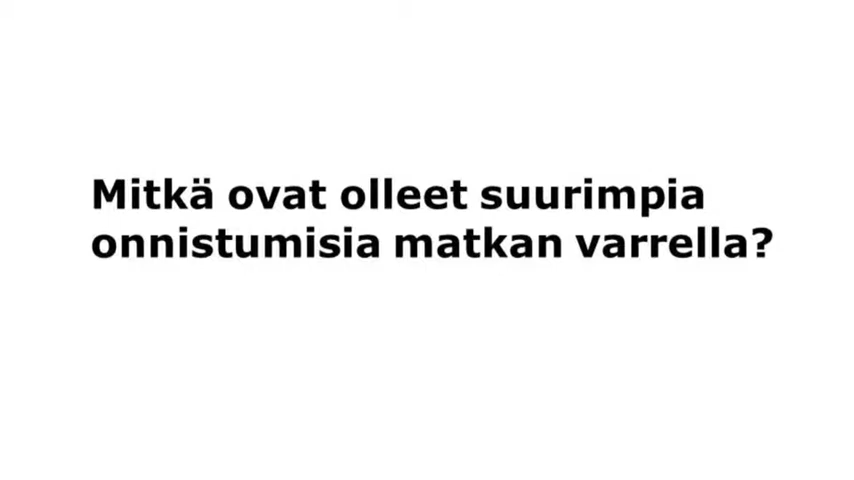 Mitkä ovat olleet suurimpia
onnistumisia matkan varrella?